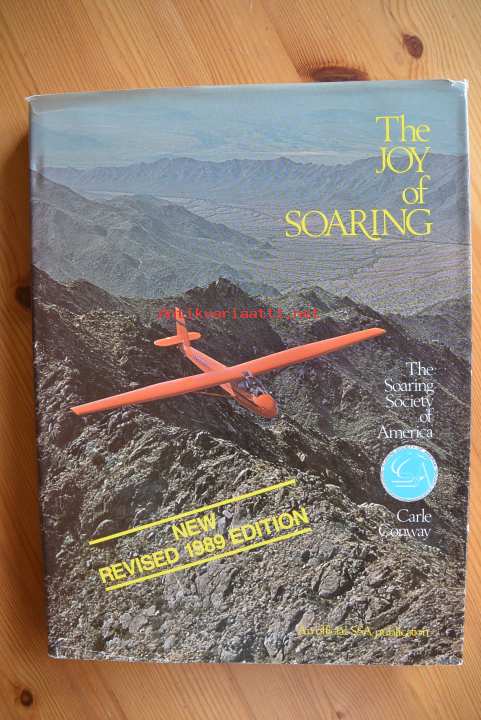 The
JOY
of
SOARING
Antikvariaatti.net
The
Soaring
Society
of
America
Carle
Conway
NEW
REVISED 1989 EDITION
An official SSA publication